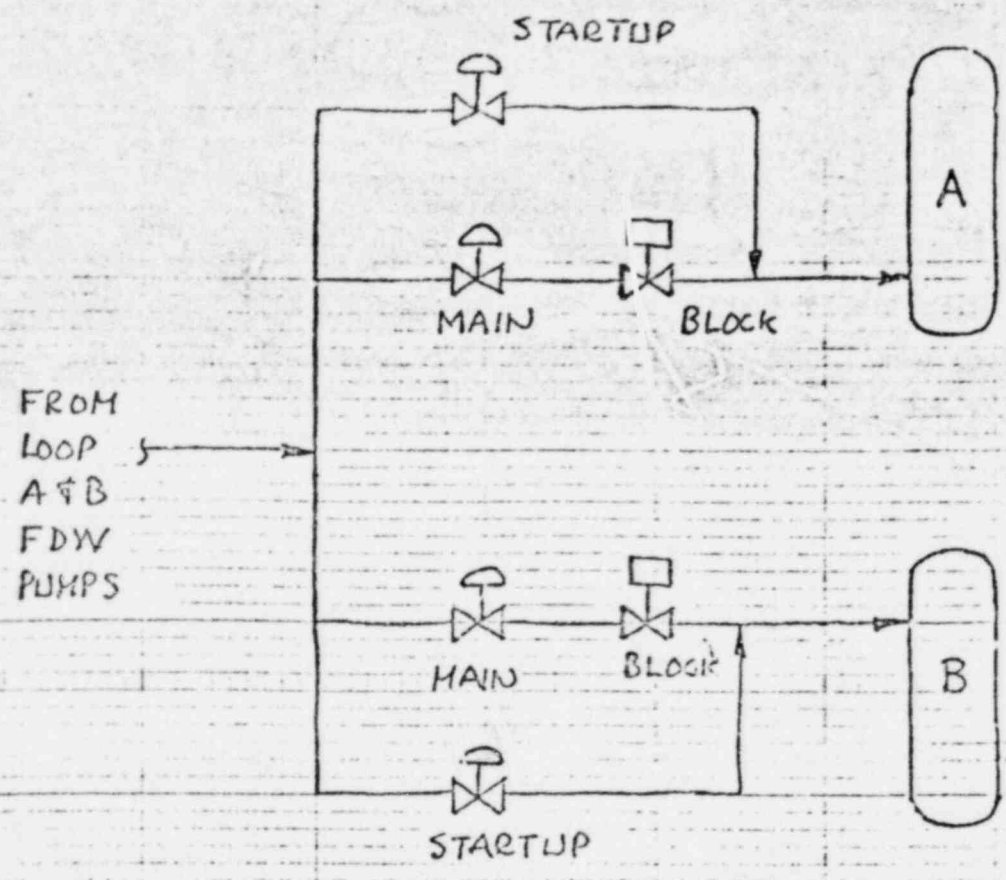 STARTUP
A
MAIN
BLOCK
FROM
LOOP
A & B
FDW
PUMPS
MAIN
BLOCK
B
STARTUP